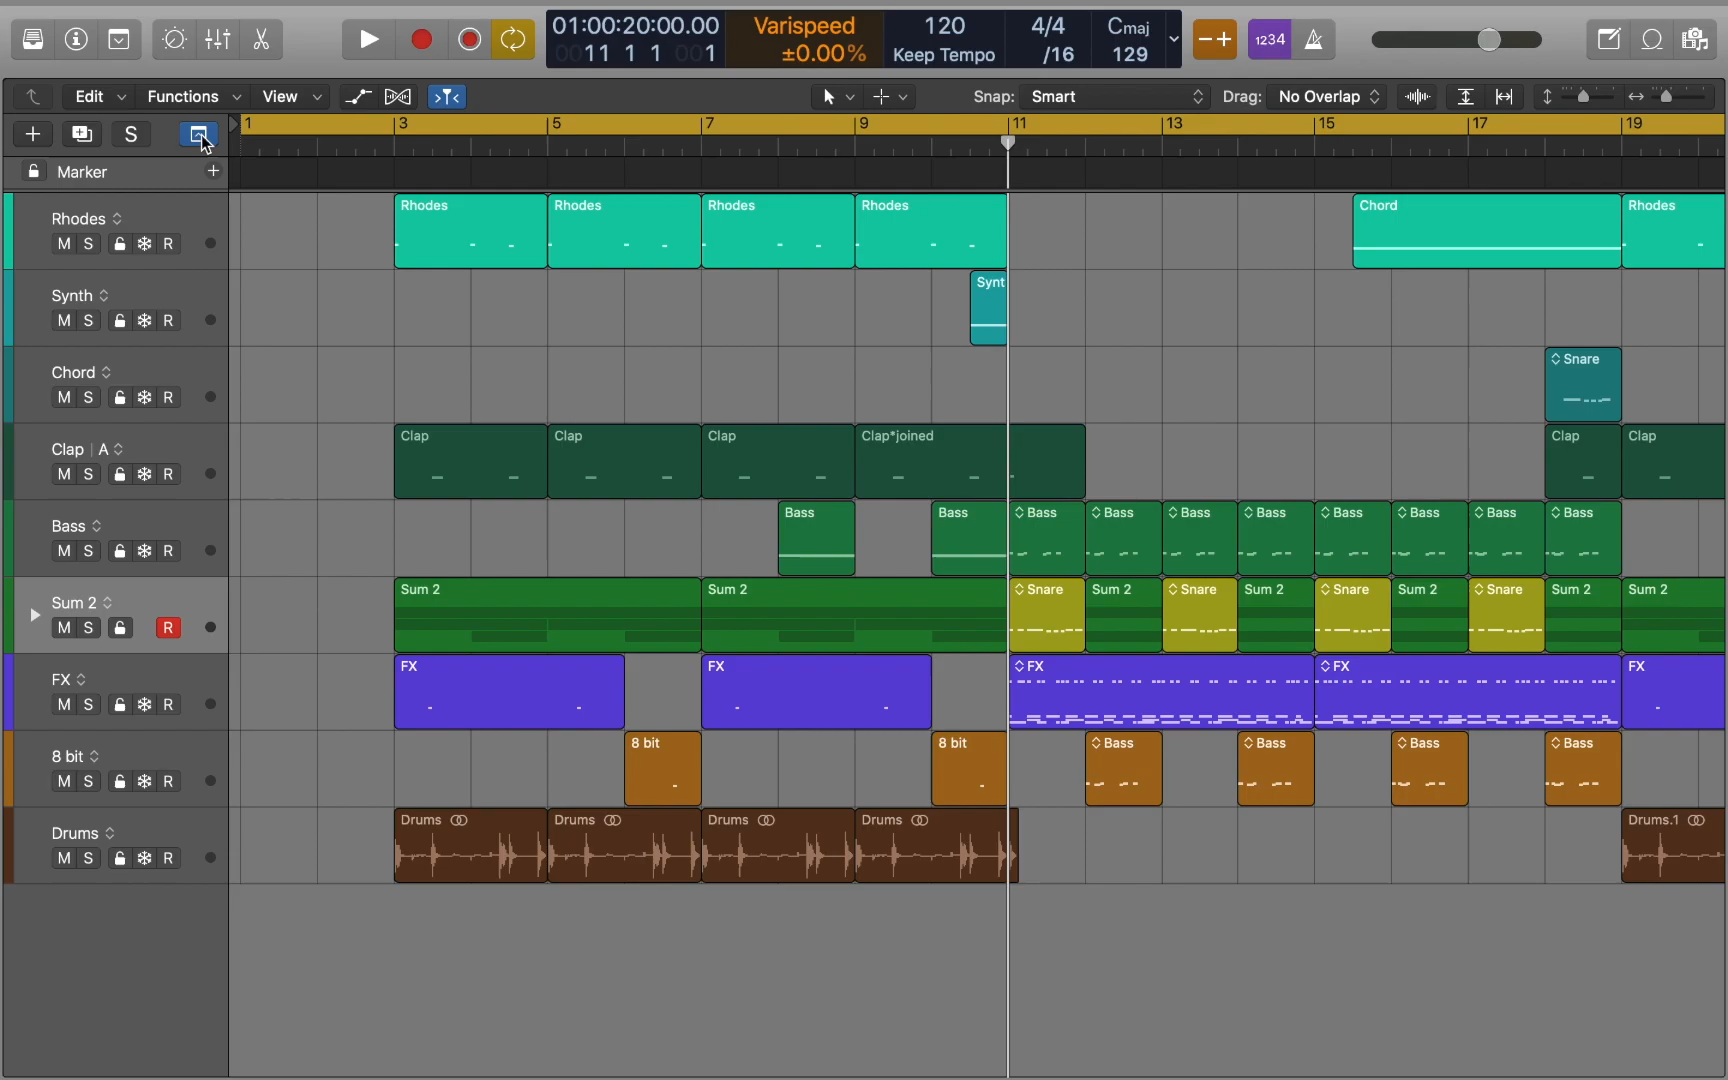 01:00:20:00.00 Varispeed 120 4/4 Cmaj
0011 1 1 001 ±0.00% Keep Tempo /16 129 1234
Edit Functions View Snap: Smart Drag: No Overlap
S 1 3 5 7 9 11 13 15 17 19
Marker
Rhodes M S R Rhodes Rhodes Rhodes Rhodes Chord Rhodes
Synth M S R Synt
Chord M S R Snare
Clap | A M S R Clap Clap Clap Clap*joined Clap Clap
Bass M S R Bass Bass Bass Bass Bass Bass Bass Bass Bass Bass
Sum 2 M S R Sum 2 Sum 2 Snare Sum 2 Snare Sum 2 Snare Sum 2 Snare Sum 2 Sum 2
FX M S R FX FX FX FX FX
8 bit M S R 8 bit 8 bit Bass Bass Bass Bass
Drums M S R Drums Drums Drums Drums Drums.1